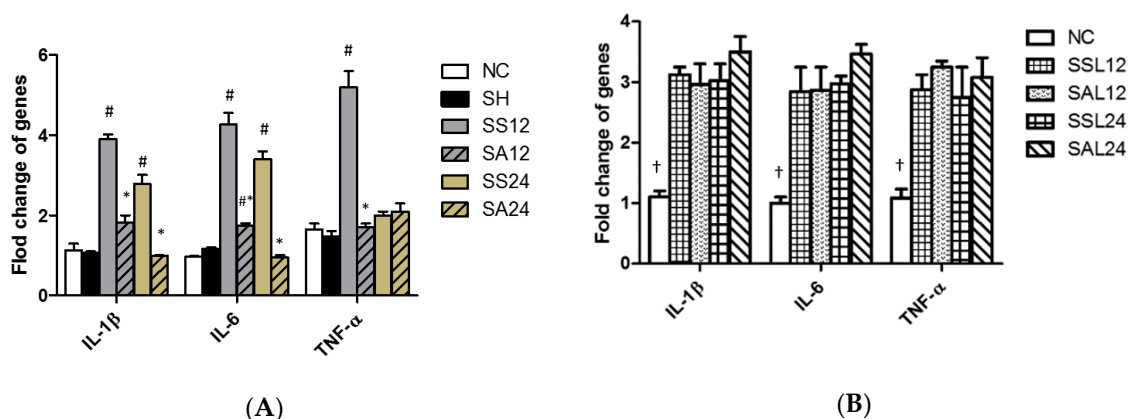 Flod change of genes
6
4
2
0
#
#
*
*
#
#*
#
*
#
*
IL-1β
IL-6
TNF-α
NC
SH
SS12
SA12
SS24
SA24
(A)
Fold change of genes
4
3
2
1
0
†
†
†
IL-1β
IL-6
TNF-α
NC
SSL12
SAL12
SSL24
SAL24
(B)